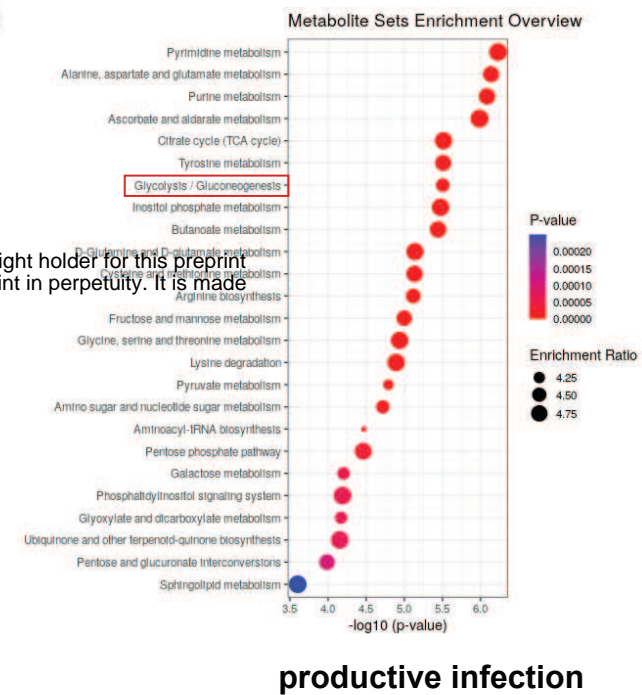 Metabolite Sets Enrichment Overview
Pyrimidine metabolism
Alanine, aspartate and glutamate metabolism
Purine metabolism
Ascorbate and aldarate metabolism
Citrate cycle (TCA cycle)
Tyrosine metabolism
Glycolysis / Gluconeogenesis
Inositol phosphate metabolism
Butanoate metabolism
D-Glutamine and D-glutamate metabolism
ight holder for this preprint
Cysteine and methionine metabolism
int in perpetuity. It is made
Arginine biosynthesis
Fructose and mannose metabolism
Glycine, serine and threonine metabolism
Lysine degradation
Pyruvate metabolism
Amino sugar and nucleotide sugar metabolism
Aminoacyl-tRNA biosynthesis
Pentose phosphate pathway
Galactose metabolism
Phosphatidylinositol signaling system
Glyoxylate and dicarboxylate metabolism
Ubiquinone and other terpenoid-quinone biosynthesis
Pentose and glucuronate interconversions
Sphingolipid metabolism
3.5 4.0 4.5 5.0 5.5 6.0
-log10 (p-value)
P-value
0.00020
0.00015
0.00010
0.00005
0.00000
Enrichment Ratio
4.25
4.50
4.75
productive infection